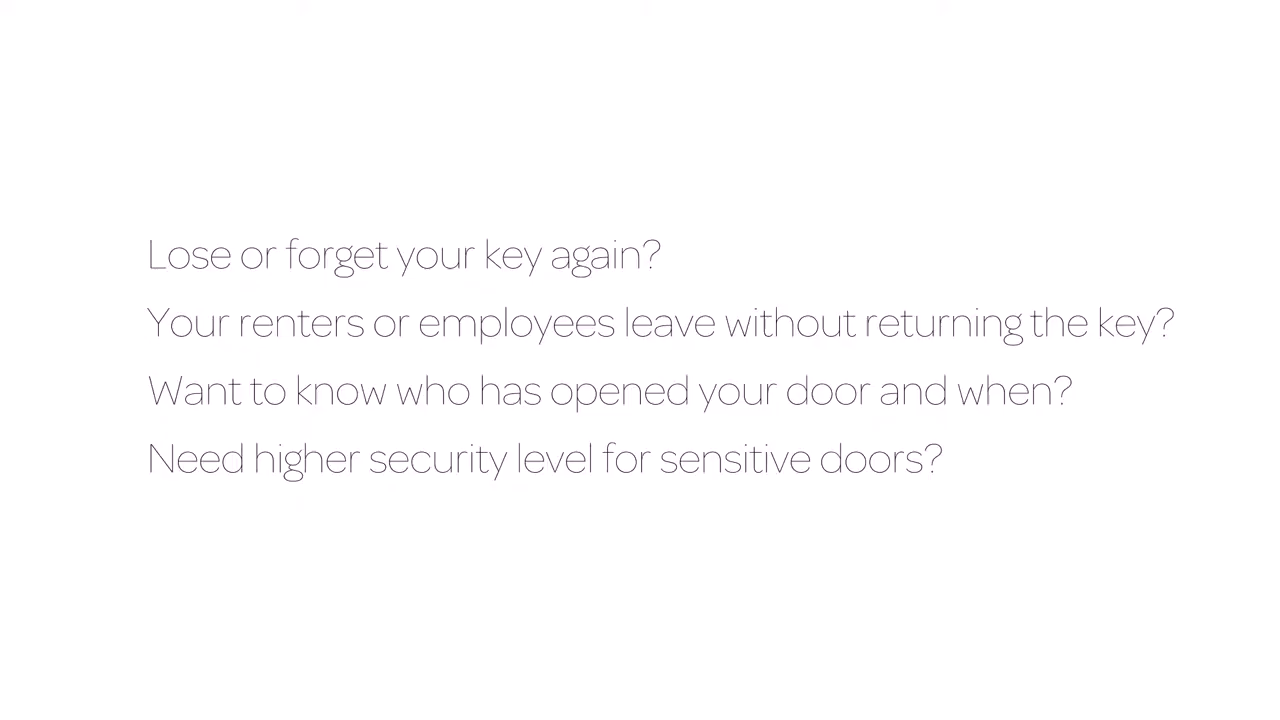 Lose or forget your key again?
Your renters or employees leave without returning the key?
Want to know who has opened your door and when?
Need higher security level for sensitive doors?